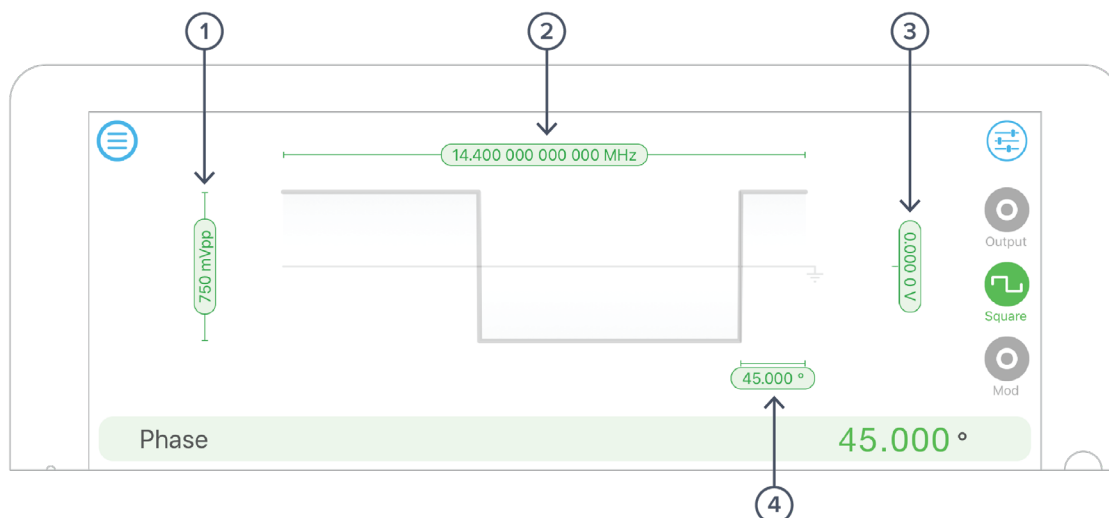 1
2
3
14.400 000 000 000 MHz
750 mVpp
0.000 0 V
Output
Square
45.000 °
Mod
Phase
45.000 °
4